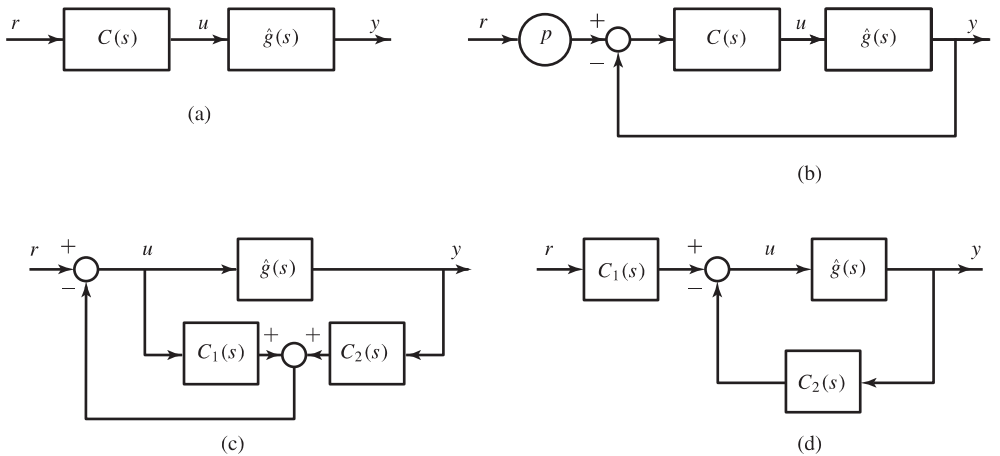 r C(s) u ĝ(s) y
(a)
r p + − C(s) u ĝ(s) y
(b)
r + − u ĝ(s) y
C₁(s) + + C₂(s)
(c)
r C₁(s) + − u ĝ(s) y
C₂(s)
(d)